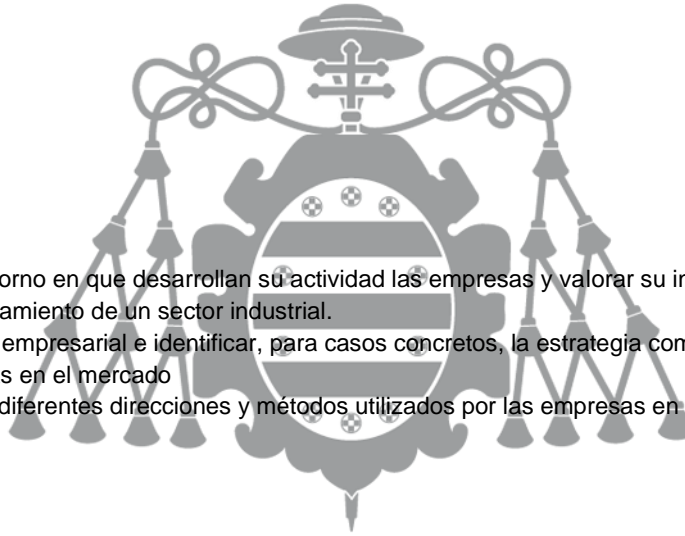 orno en que desarrollan su actividad las empresas y valorar su in
amiento de un sector industrial.
empresarial e identificar, para casos concretos, la estrategia com
s en el mercado
diferentes direcciones y métodos utilizados por las empresas en